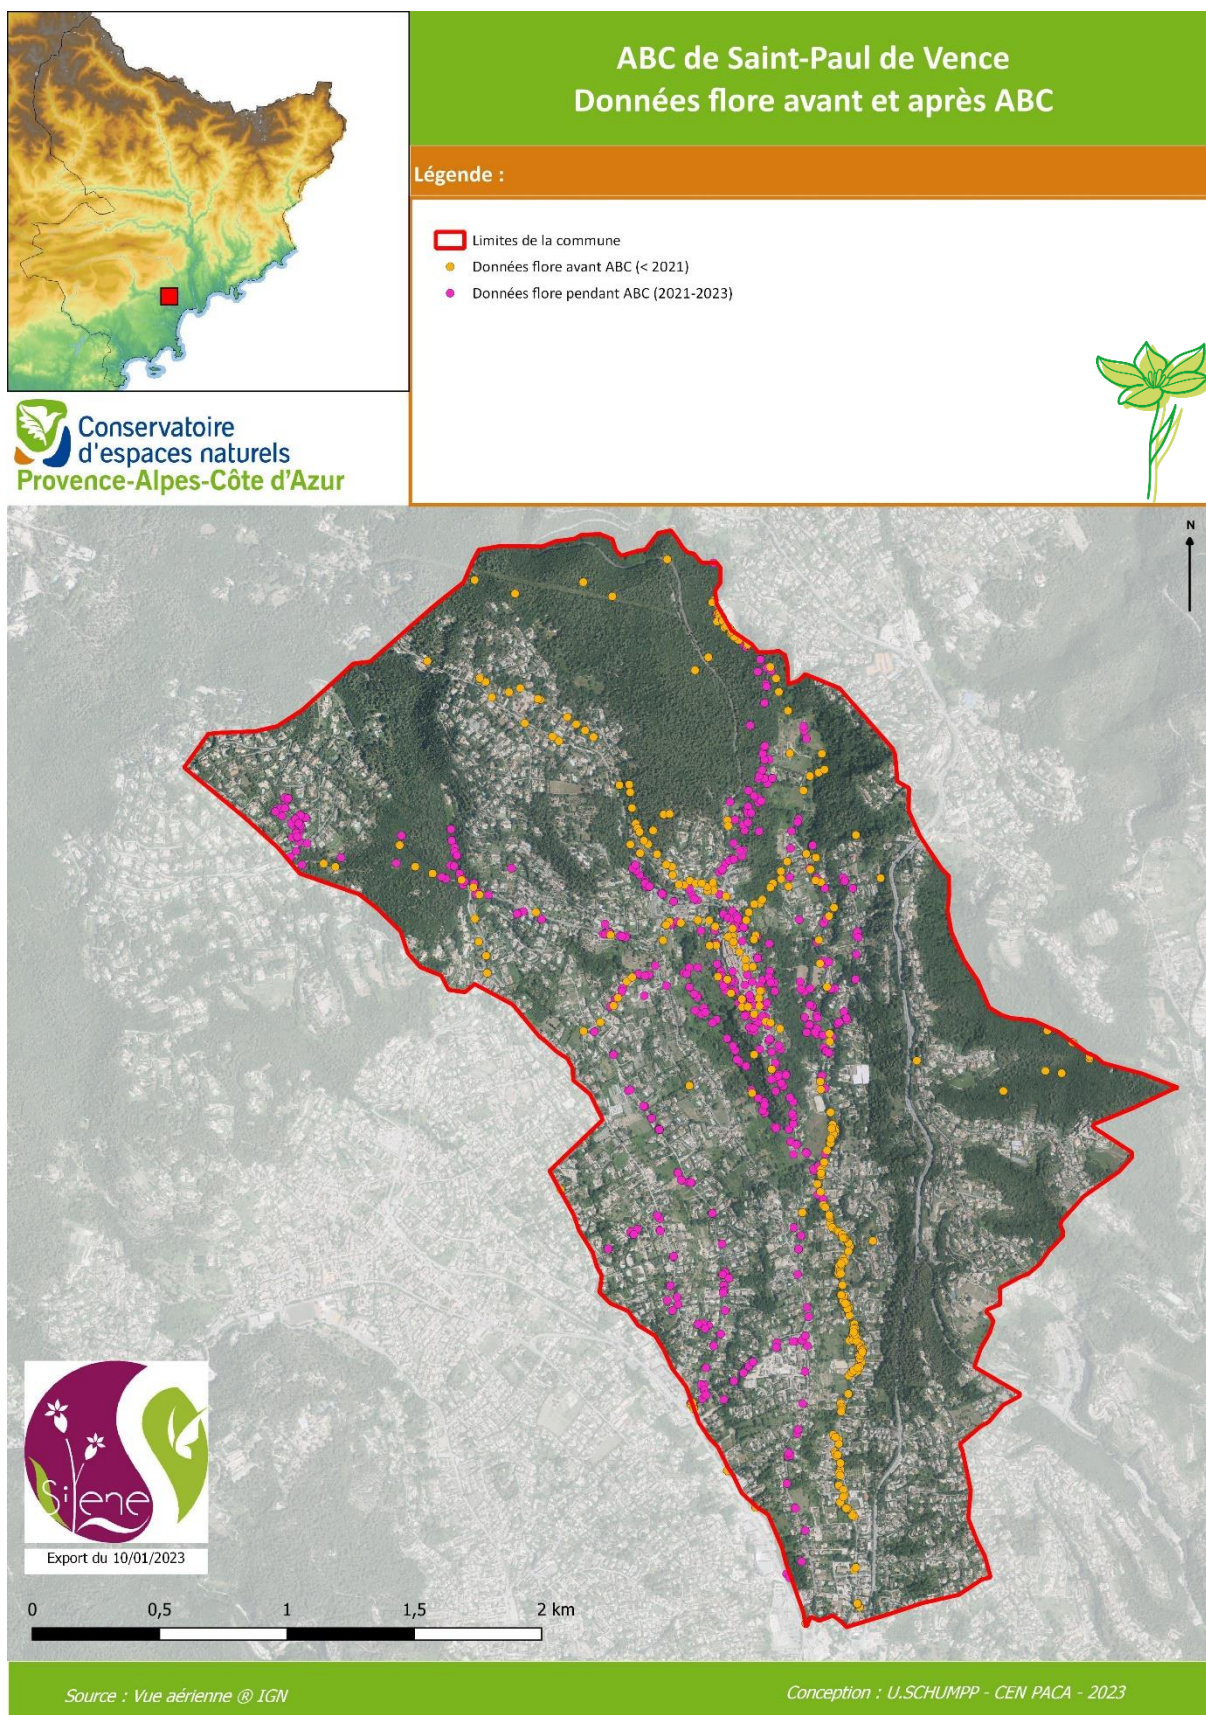 ABC de Saint-Paul de Vence
Données flore avant et après ABC
Légende :
Limites de la commune
Données flore avant ABC (< 2021)
Données flore pendant ABC (2021-2023)
Conservatoire
d'espaces naturels
Provence-Alpes-Côte d'Azur
N
Silene
Export du 10/01/2023
0 0,5 1 1,5 2 km
Source : Vue aérienne ® IGN
Conception : U.SCHUMPP - CEN PACA - 2023